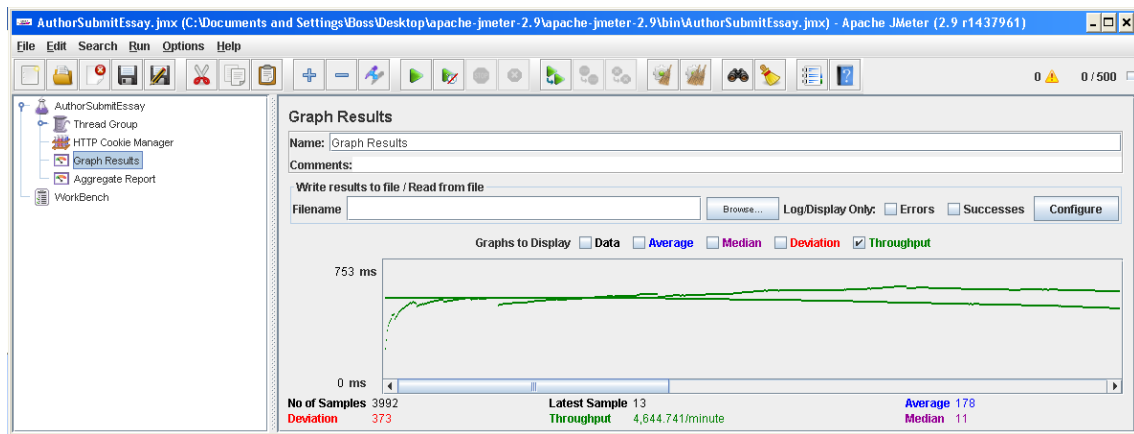 AuthorSubmitEssay.jmx (C:\Documents and Settings\Boss\Desktop\apache-jmeter-2.9\apache-jmeter-2.9\bin\AuthorSubmitEssay.jmx) - Apache JMeter (2.9 r1437961)
File Edit Search Run Options Help
0 0 / 500
AuthorSubmitEssay
Thread Group
HTTP Cookie Manager
Graph Results
Aggregate Report
WorkBench
Graph Results
Name: Graph Results
Comments:
Write results to file / Read from file
Filename Browse... Log/Display Only: Errors Successes Configure
Graphs to Display Data Average Median Deviation Throughput
753 ms
0 ms
No of Samples 3992 Latest Sample 13 Average 178
Deviation 373 Throughput 4,644.741/minute Median 11